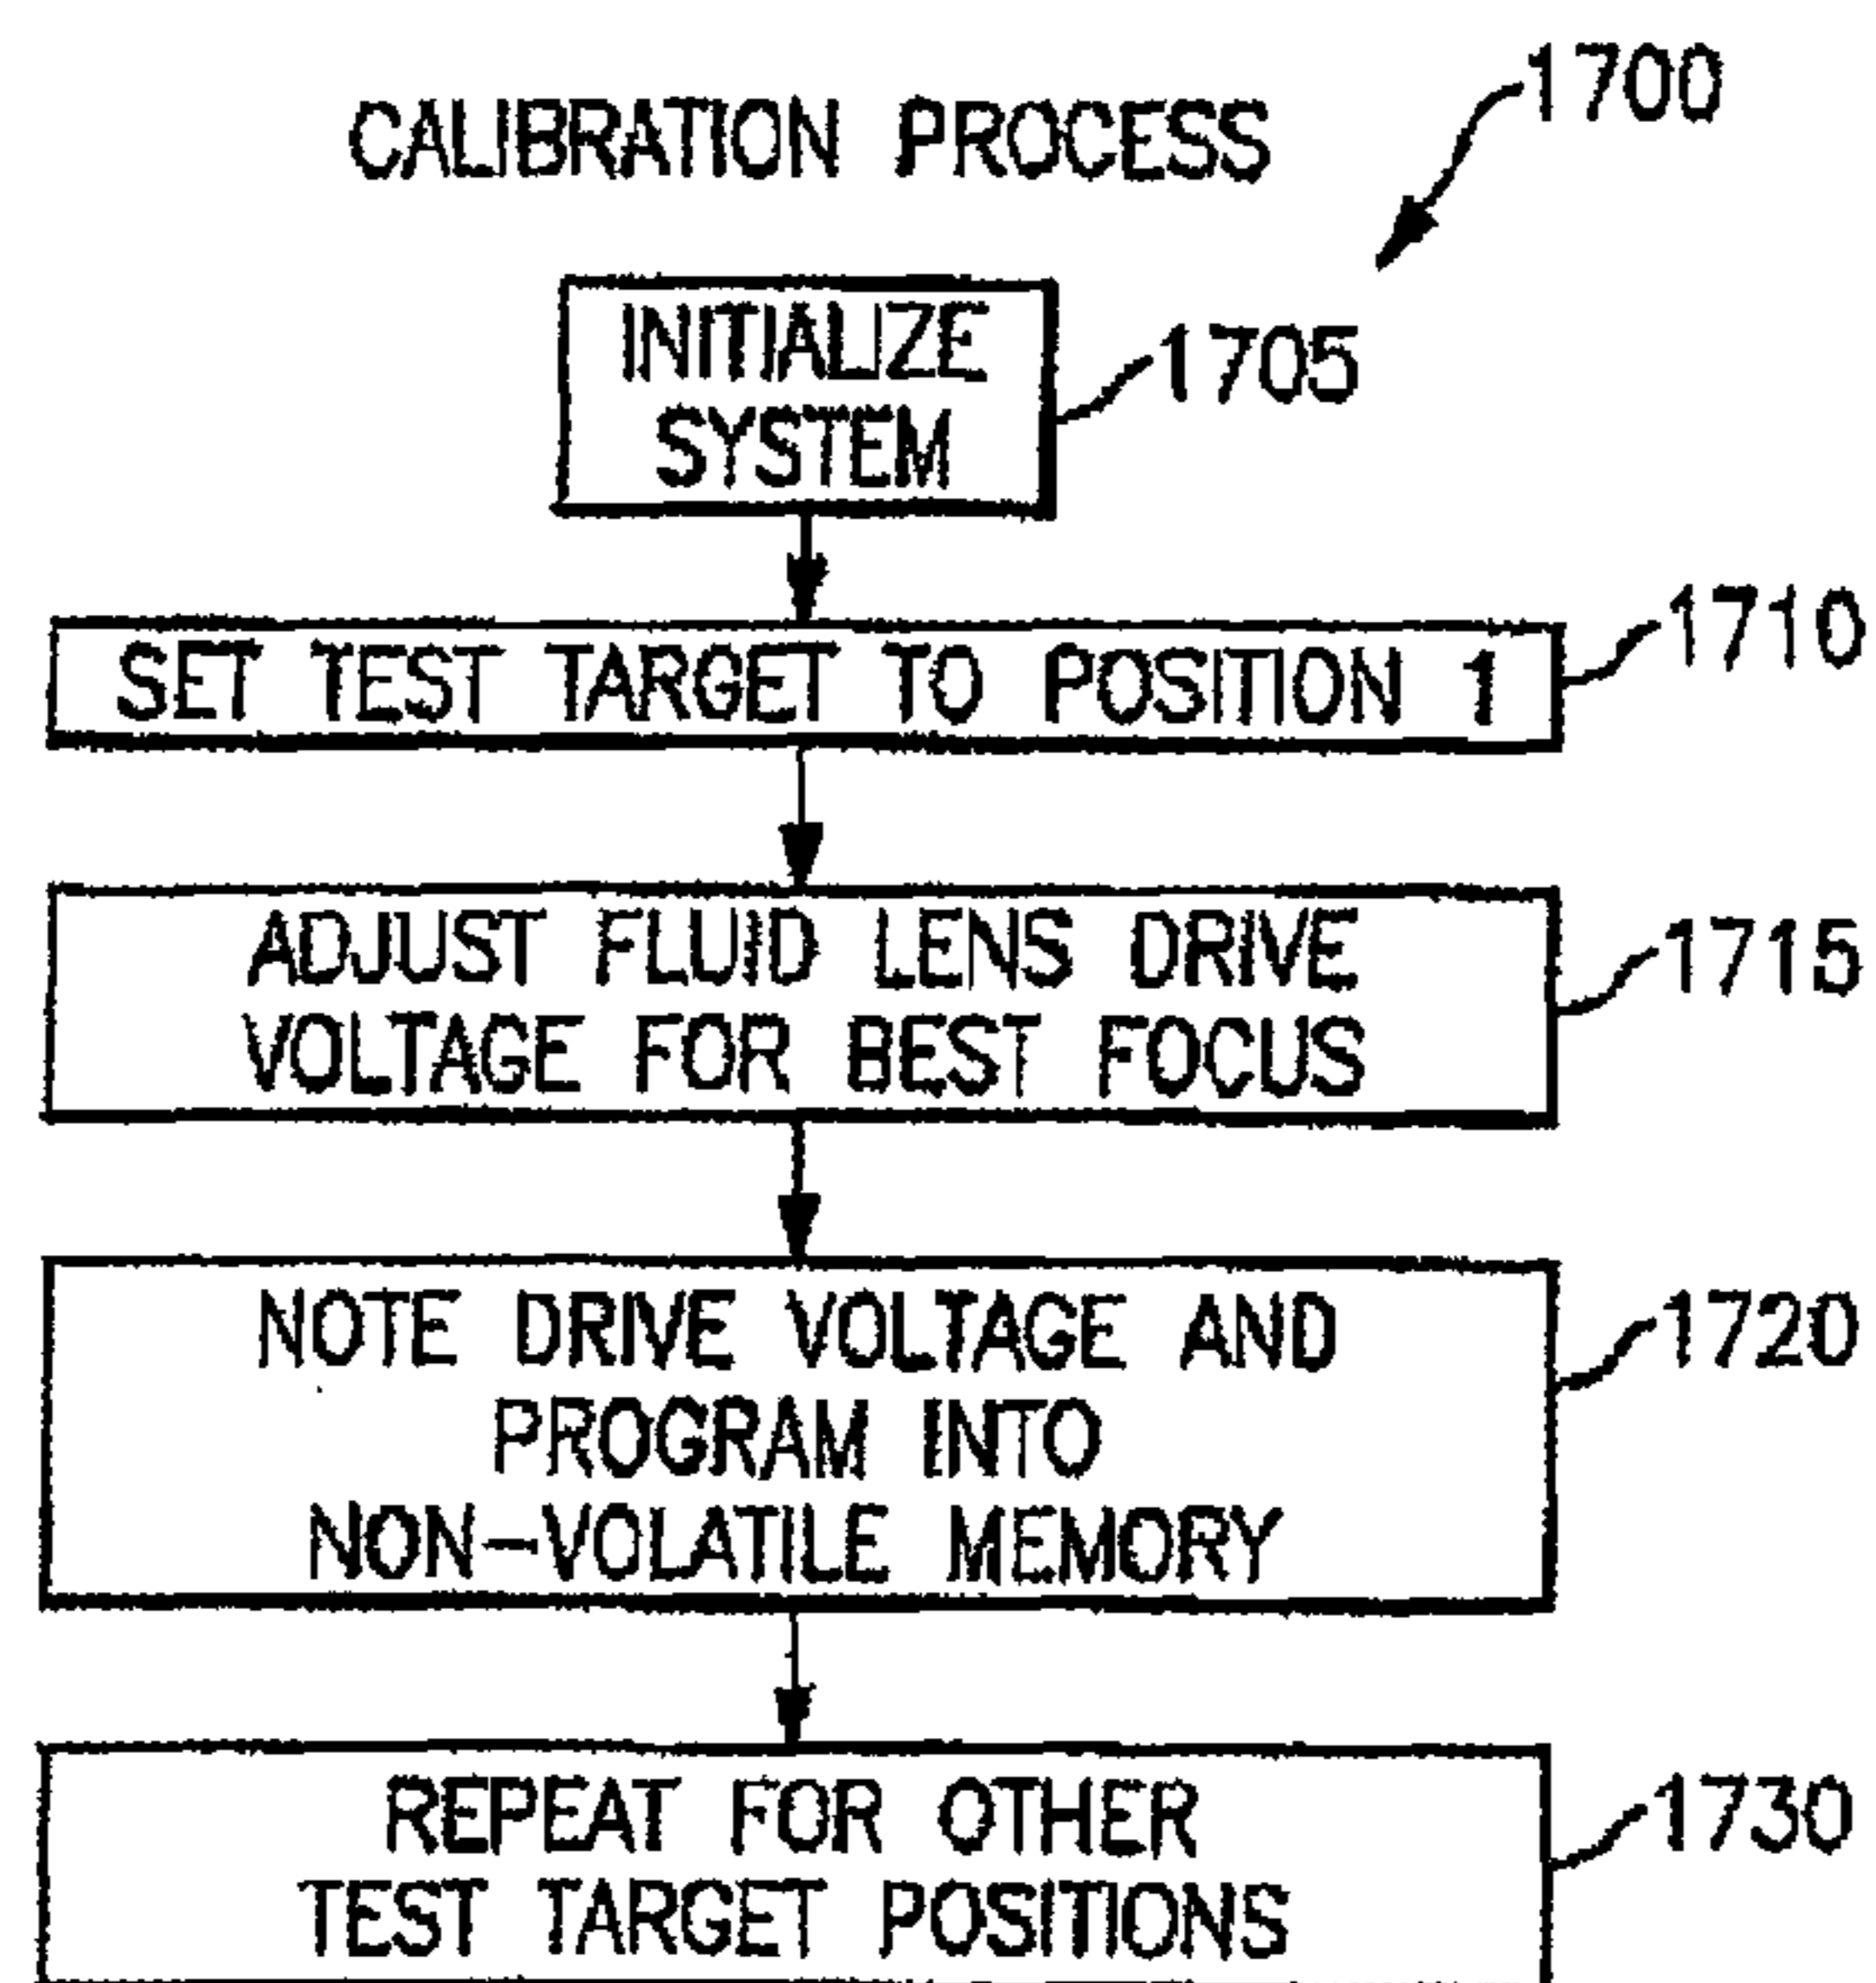 1700
CALIBRATION PROCESS
INITIALIZE
SYSTEM
1705
SET TEST TARGET TO POSITION 1
1710
ADJUST FLUID LENS DRIVE
VOLTAGE FOR BEST FOCUS
1715
NOTE DRIVE VOLTAGE AND
PROGRAM INTO
NON-VOLATILE MEMORY
1720
REPEAT FOR OTHER
TEST TARGET POSITIONS
1730